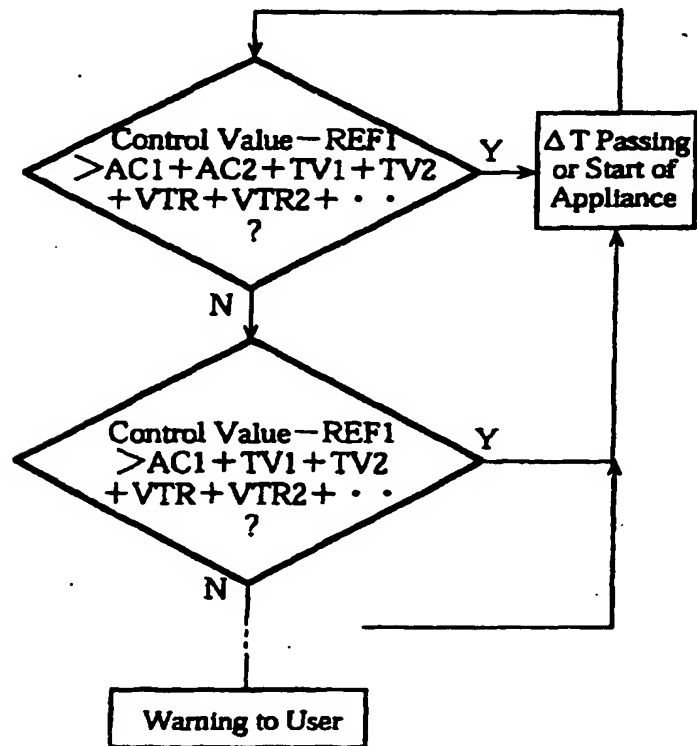 Control Value－REF1
＞AC1+AC2+TV1+TV2
+VTR+VTR2+・・
?
Y
ΔT Passing
or Start of
Appliance
N
Control Value－REF1
＞AC1+TV1+TV2
+VTR+VTR2+・・
?
Y
N
Warning to User